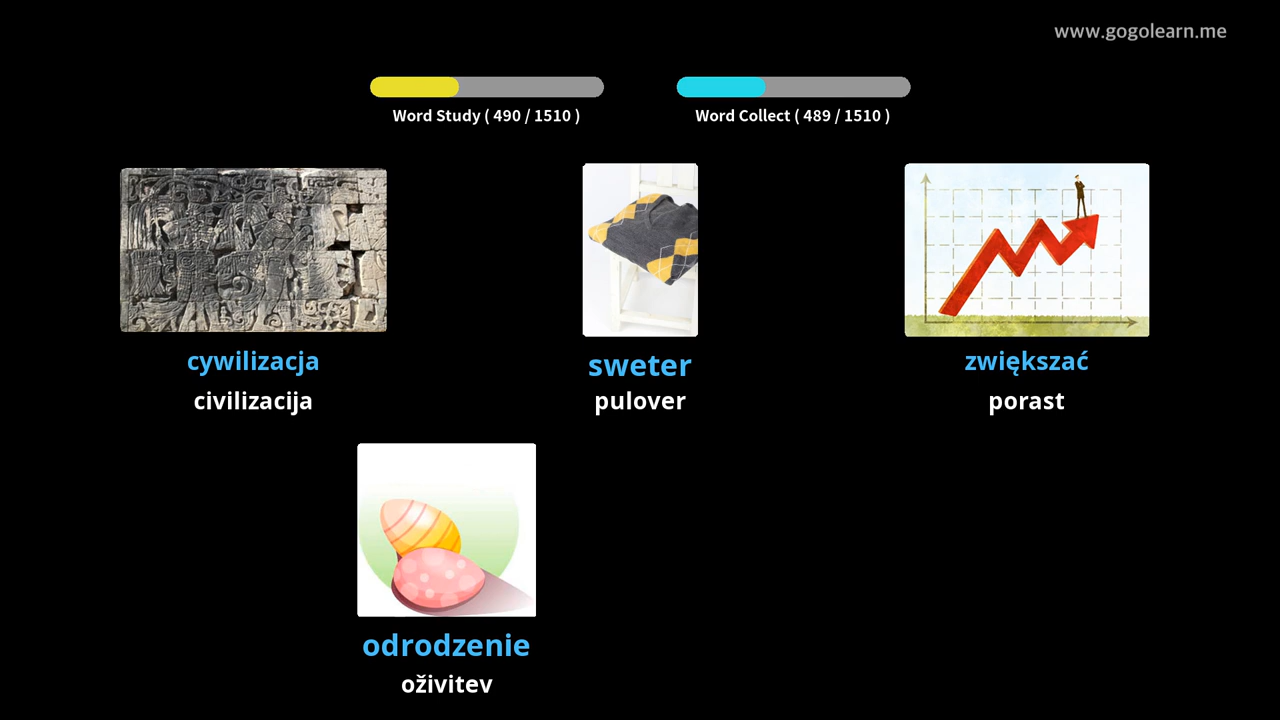 www.gogolearn.me
Word Study ( 490 / 1510 )
Word Collect ( 489 / 1510 )
cywilizacja
civilizacija
sweter
pulover
zwiększać
porast
odrodzenie
oživitev